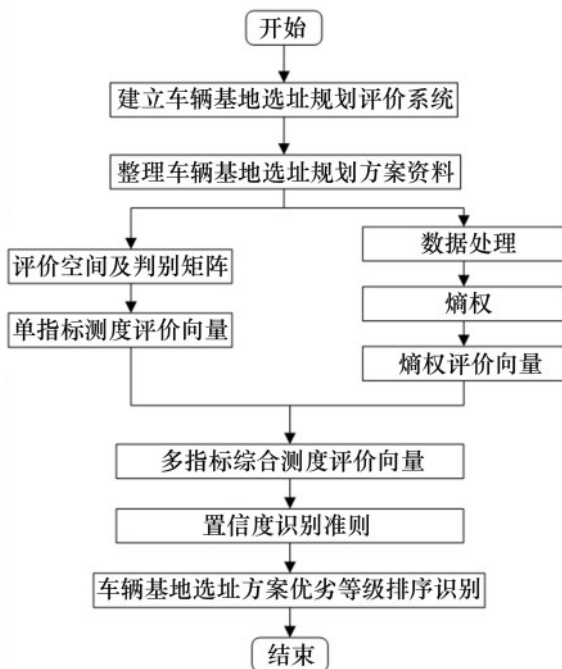 开始
建立车辆基地选址规划评价系统
整理车辆基地选址规划方案资料
评价空间及判别矩阵
单指标测度评价向量
数据处理
熵权
熵权评价向量
多指标综合测度评价向量
置信度识别准则
车辆基地选址方案优劣等级排序识别
结束